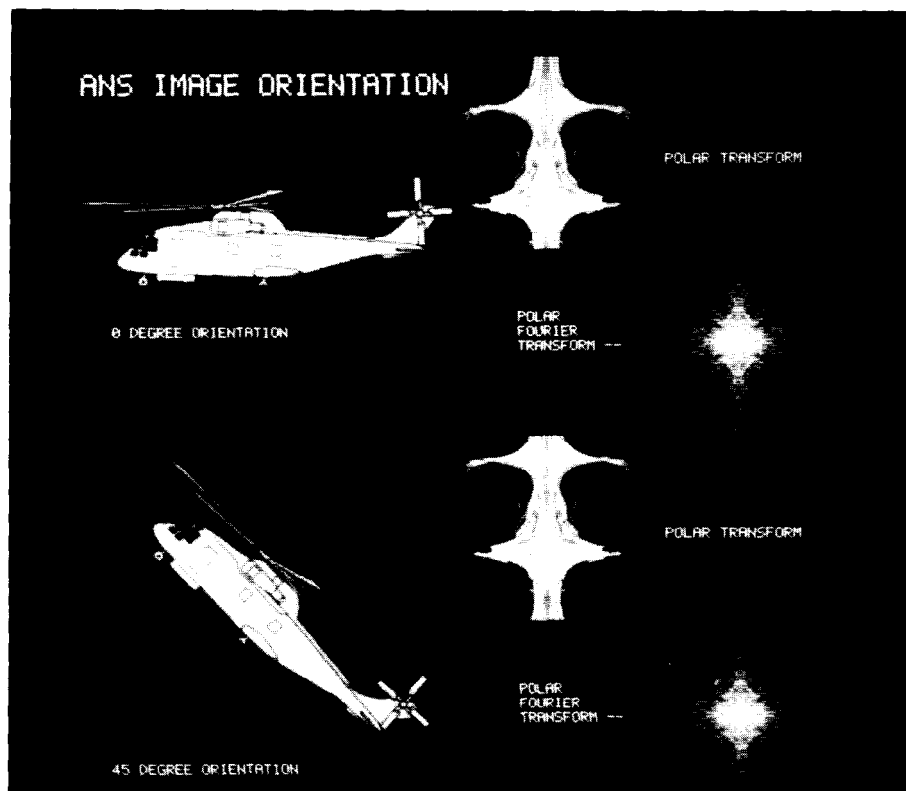 ANS IMAGE ORIENTATION
POLAR TRANSFORM
0 DEGREE ORIENTATION
POLAR
FOURIER
TRANSFORM --
POLAR TRANSFORM
POLAR
FOURIER
TRANSFORM --
45 DEGREE ORIENTATION